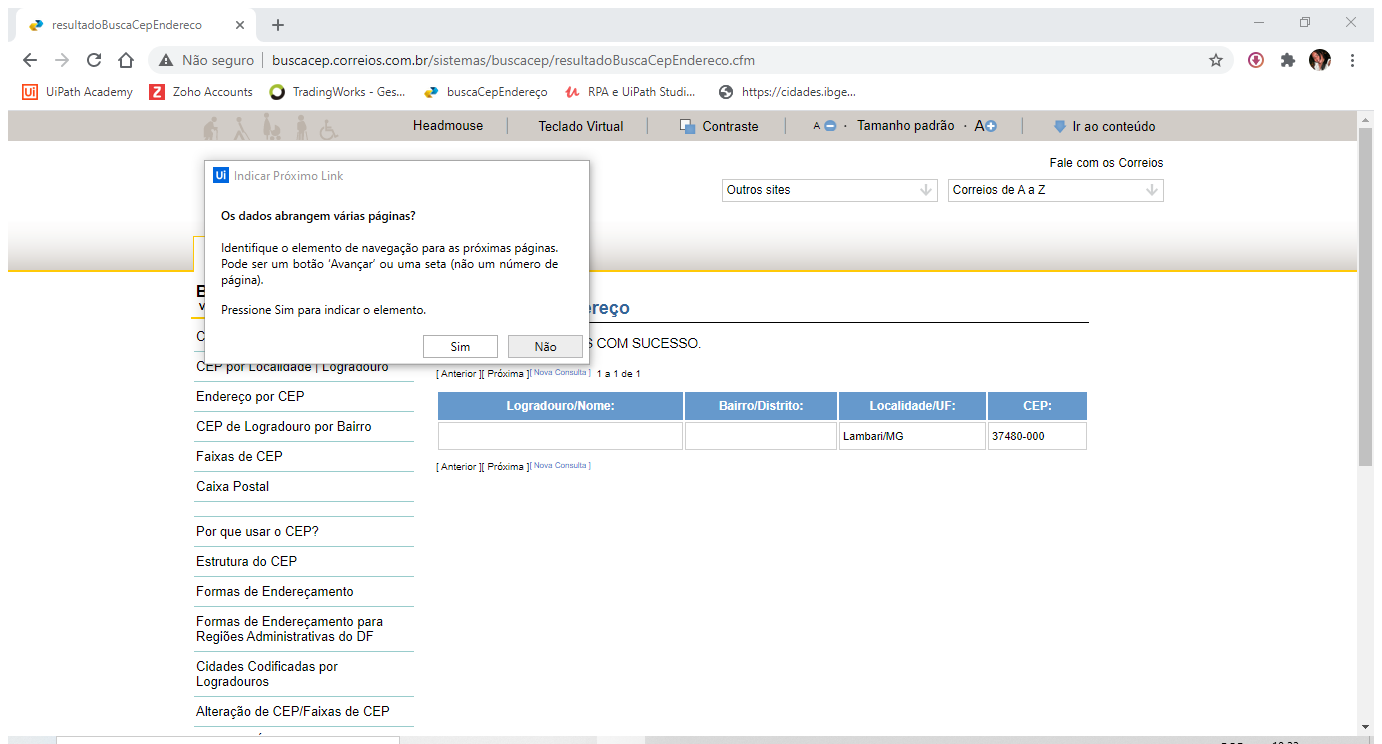 resultadoBuscaCepEndereco
Não seguro
buscacep.correios.com.br/sistemas/buscacep/resultadoBuscaCepEndereco.cfm
UiPath Academy
Zoho Accounts
TradingWorks - Ges...
buscaCepEndereço
RPA e UiPath Studi...
https://cidades.ibge...
Headmouse
Teclado Virtual
Contraste
A · Tamanho padrão · A
Ir ao conteúdo
Fale com os Correios
Outros sites
Correios de A a Z
Ui Indicar Próximo Link
Os dados abrangem várias páginas?
Identifique o elemento de navegação para as próximas páginas.
Pode ser um botão ‘Avançar’ ou uma seta (não um número de
página).
Pressione Sim para indicar o elemento.
Sim
Não
CEP por Localidade | Logradouro
Endereço por CEP
CEP de Logradouro por Bairro
Faixas de CEP
Caixa Postal
Por que usar o CEP?
Estrutura do CEP
Formas de Endereçamento
Formas de Endereçamento para
Regiões Administrativas do DF
Cidades Codificadas por
Logradouros
Alteração de CEP/Faixas de CEP
ereço
S COM SUCESSO.
[ Anterior ][ Próxima ][ Nova Consulta ] 1 a 1 de 1
Logradouro/Nome: Bairro/Distrito: Localidade/UF: CEP:
Lambari/MG 37480-000
[ Anterior ][ Próxima ][ Nova Consulta ]